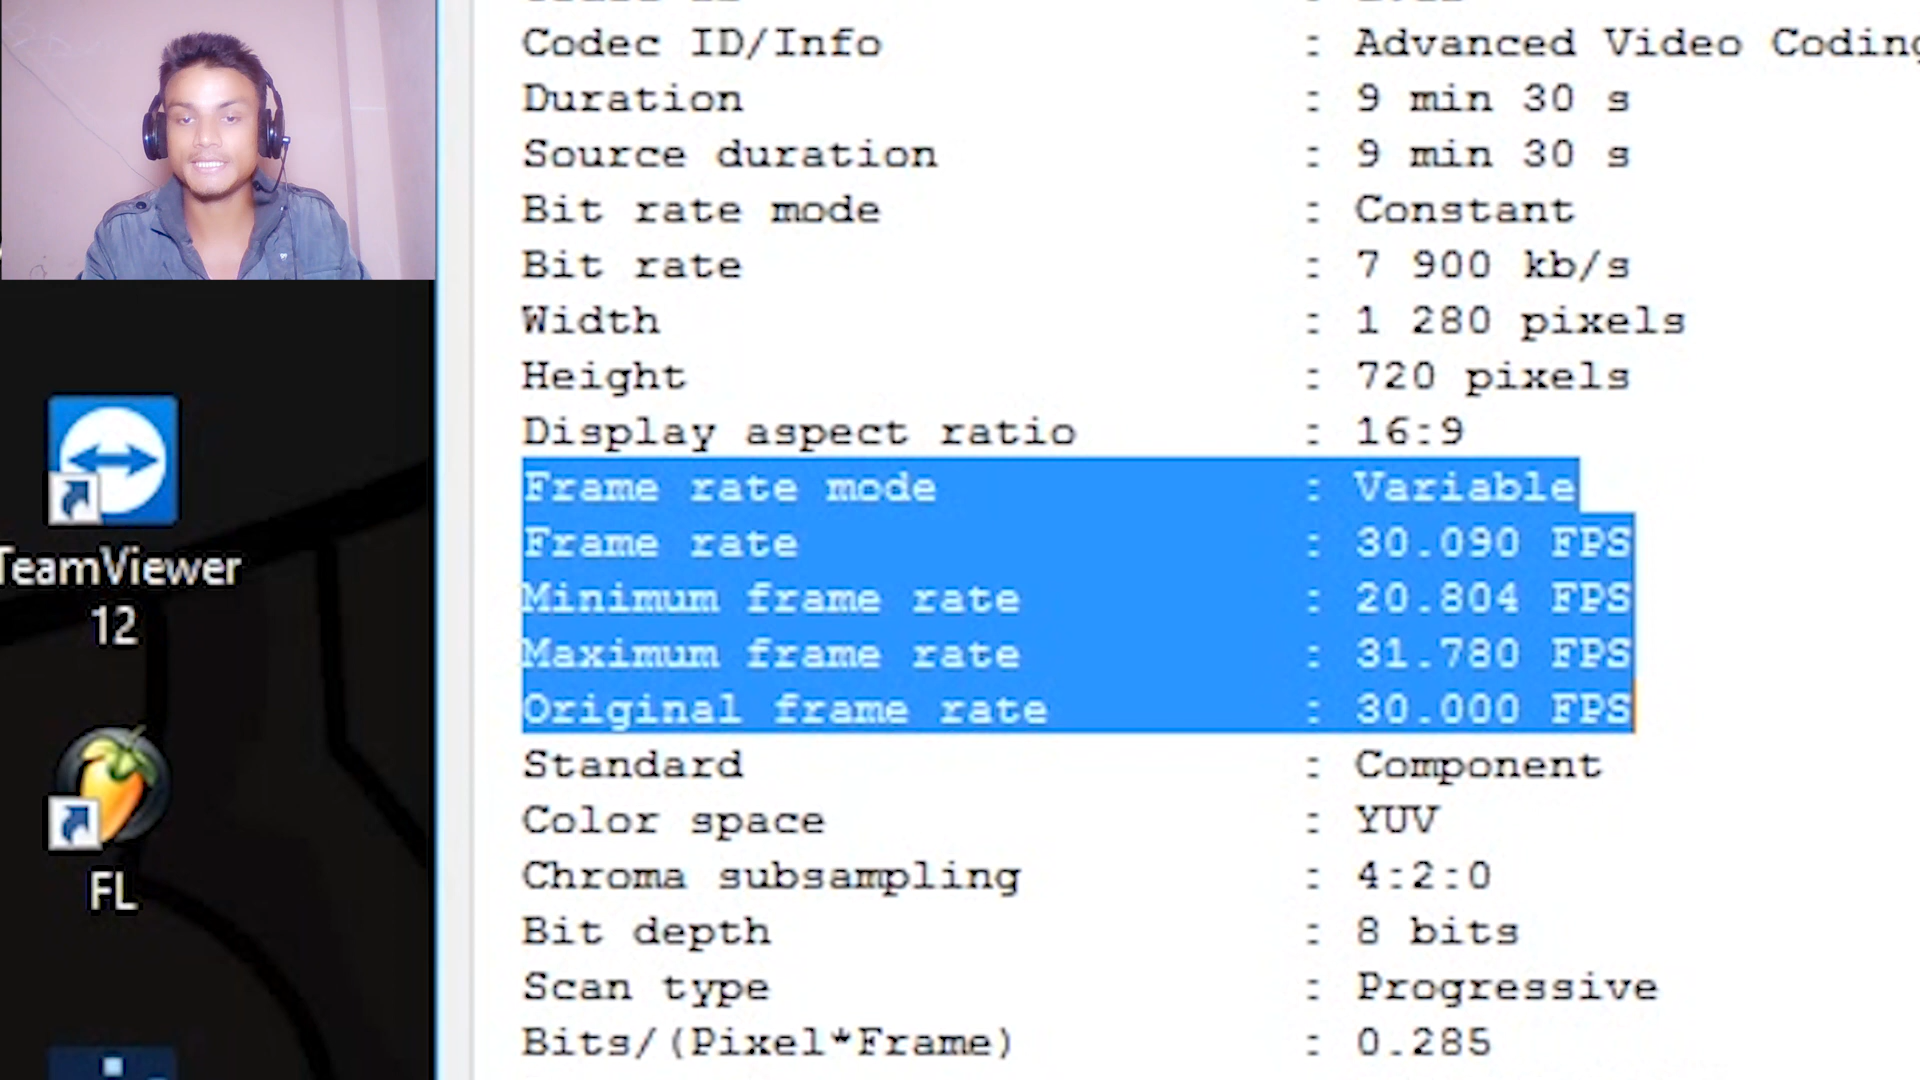 Codec ID/Info : Advanced Video Coding
Duration : 9 min 30 s
Source duration : 9 min 30 s
Bit rate mode : Constant
Bit rate : 7 900 kb/s
Width : 1 280 pixels
Height : 720 pixels
Display aspect ratio : 16:9
Frame rate mode : Variable
Frame rate : 30.090 FPS
Minimum frame rate : 20.804 FPS
Maximum frame rate : 31.780 FPS
Original frame rate : 30.000 FPS
Standard : Component
Color space : YUV
Chroma subsampling : 4:2:0
Bit depth : 8 bits
Scan type : Progressive
Bits/(Pixel*Frame) : 0.285
TeamViewer
12
FL